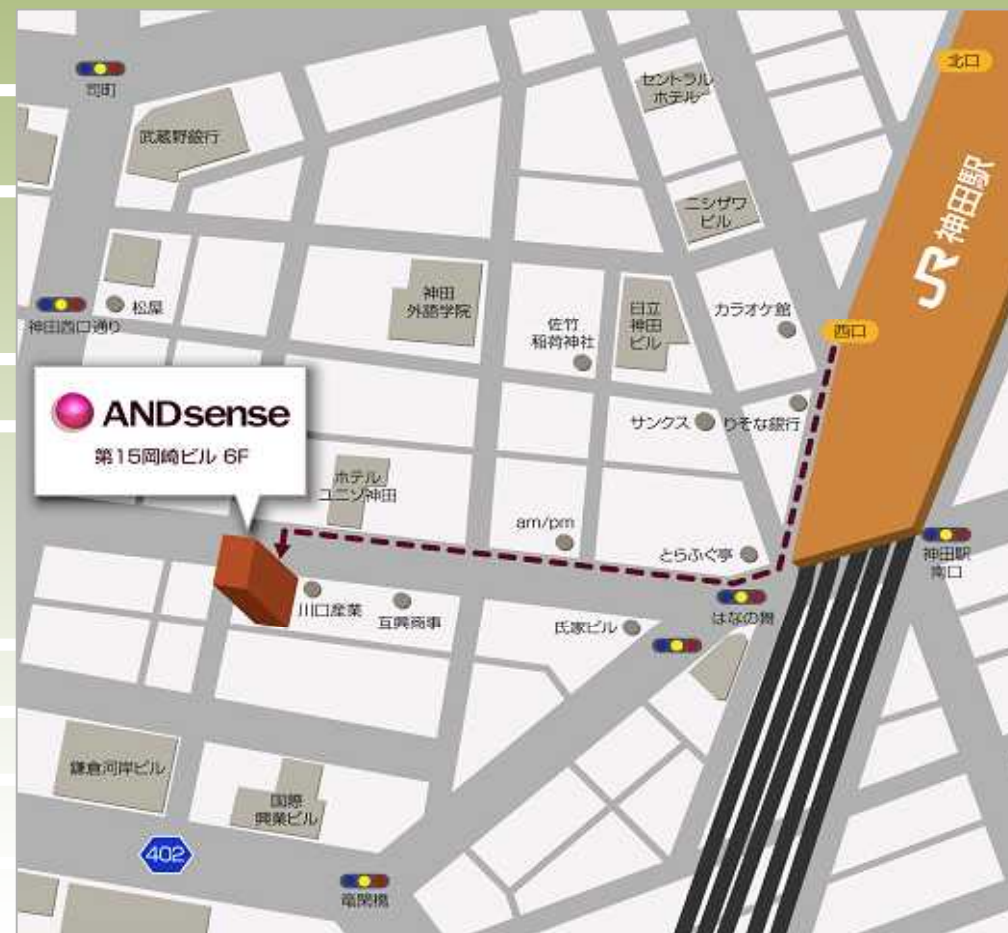 北口
セントラル
ホテル
司町
武蔵野銀行
ニシザワ
ビル
JR 神田駅
神田
外語学院
日立
神田
ビル
カラオケ館
松屋
神田西口通り
佐竹
稲荷神社
西口
ANDsense
第15岡崎ビル 6F
サンクス
りそな銀行
ホテル
ユニゾ神田
am/pm
とらふぐ亭
神田駅
南口
川口産業
互興商事
氏家ビル
はなの舞
鎌倉河岸ビル
国際
興業ビル
402
竜閑橋